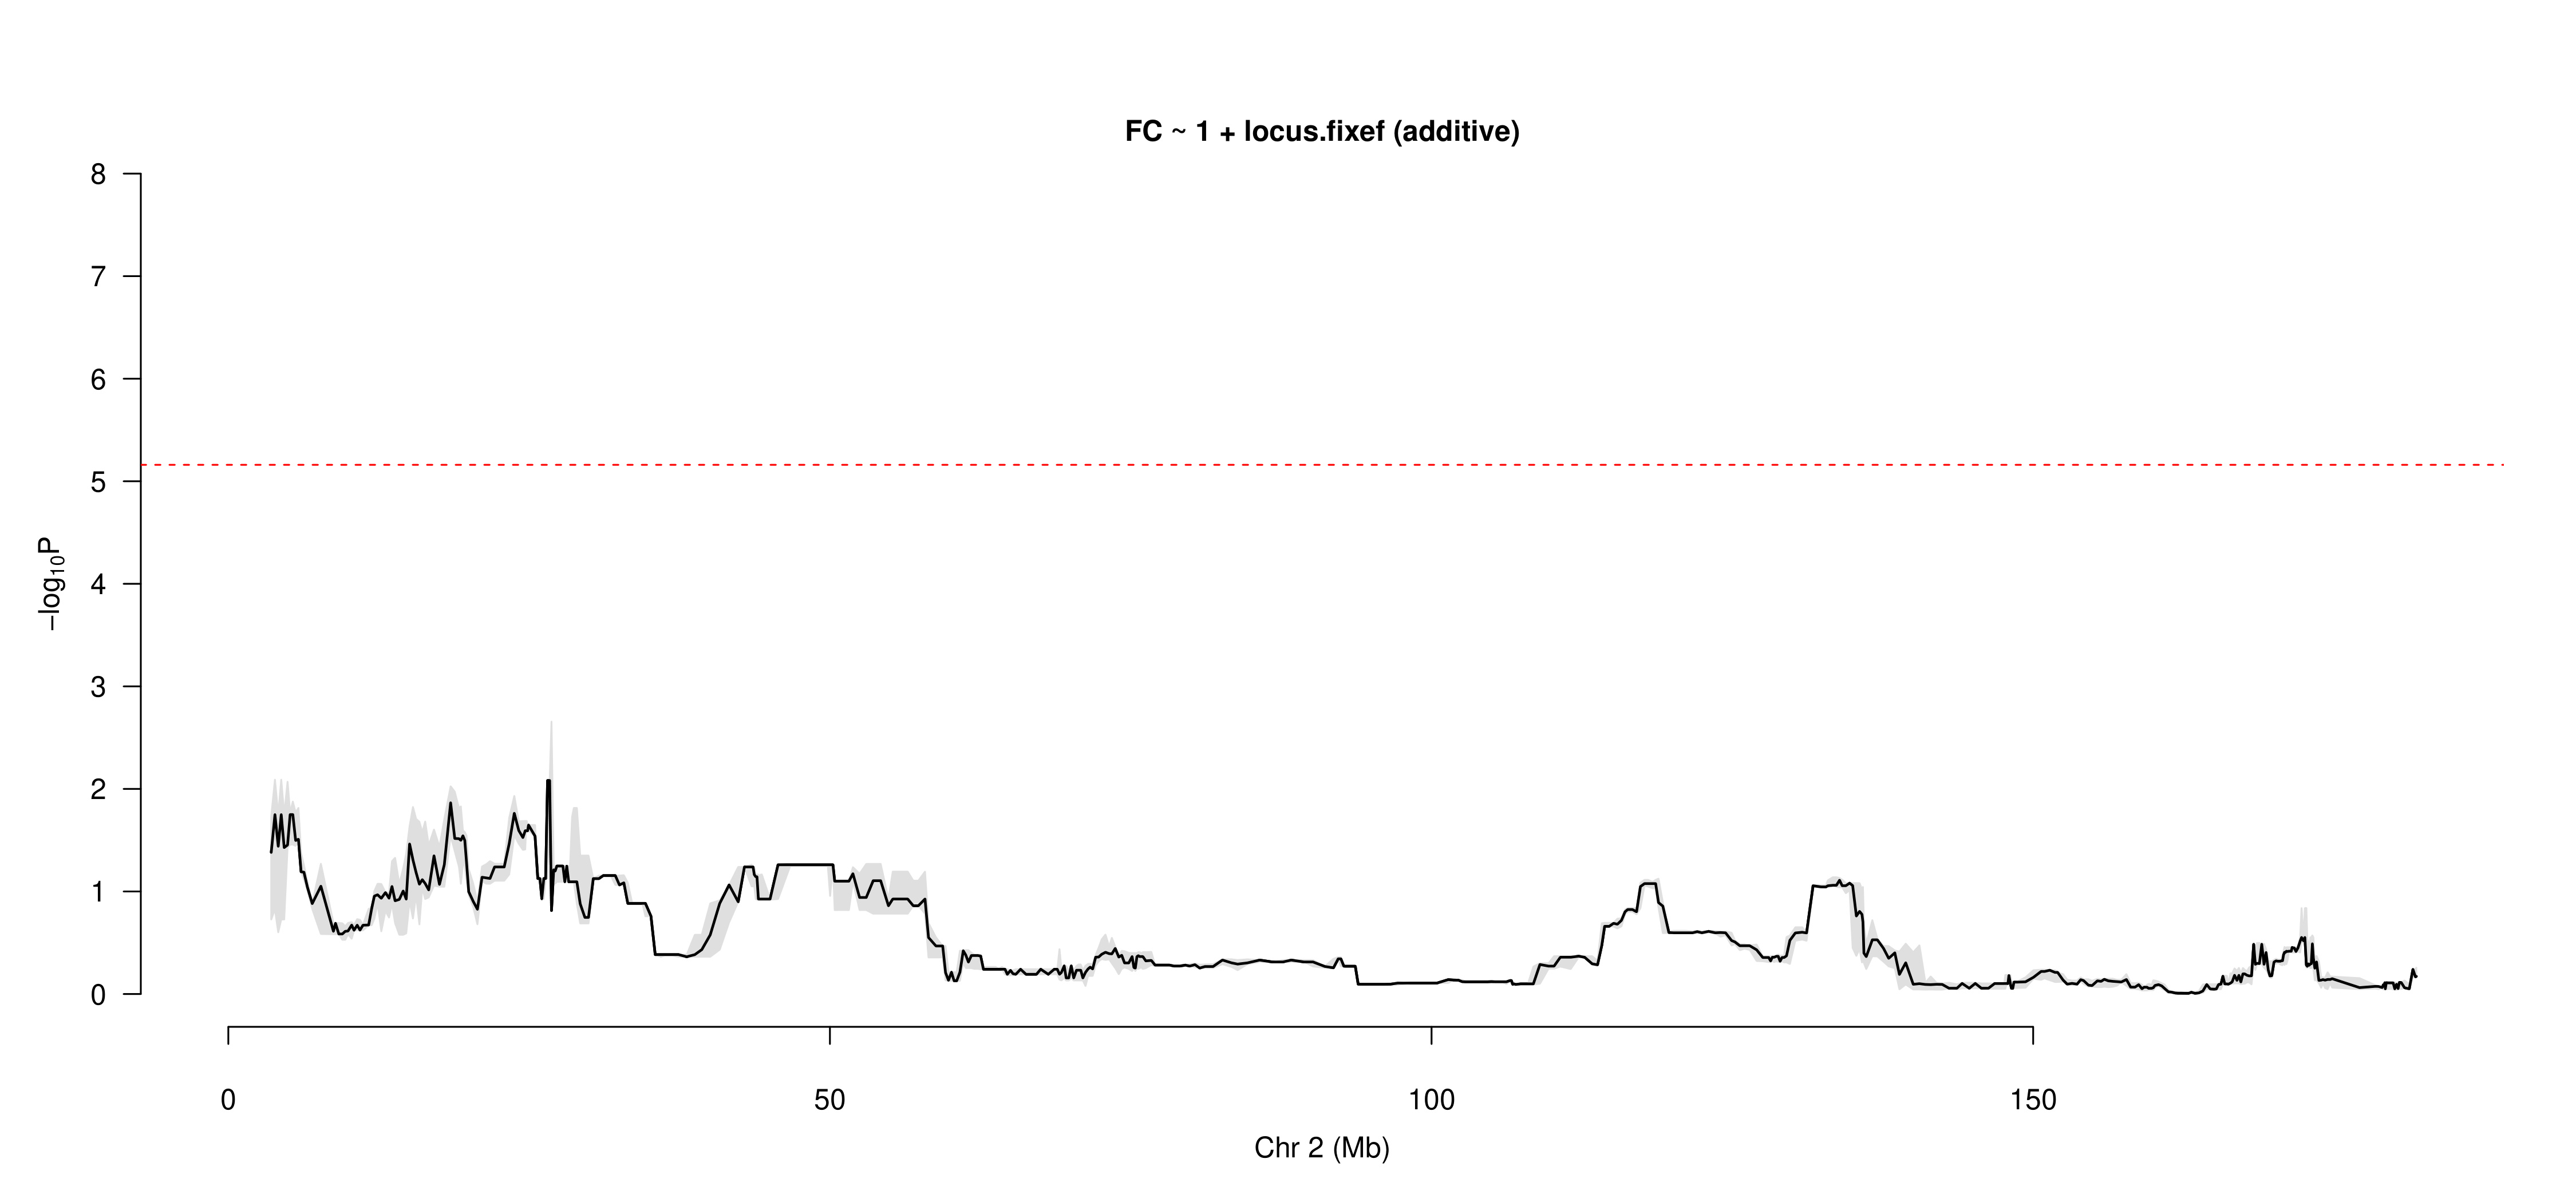 FC ~ 1 + locus.fixef (additive)
8
7
6
5
4
3
2
1
0
−log₁₀P
0 50 100 150
Chr 2 (Mb)